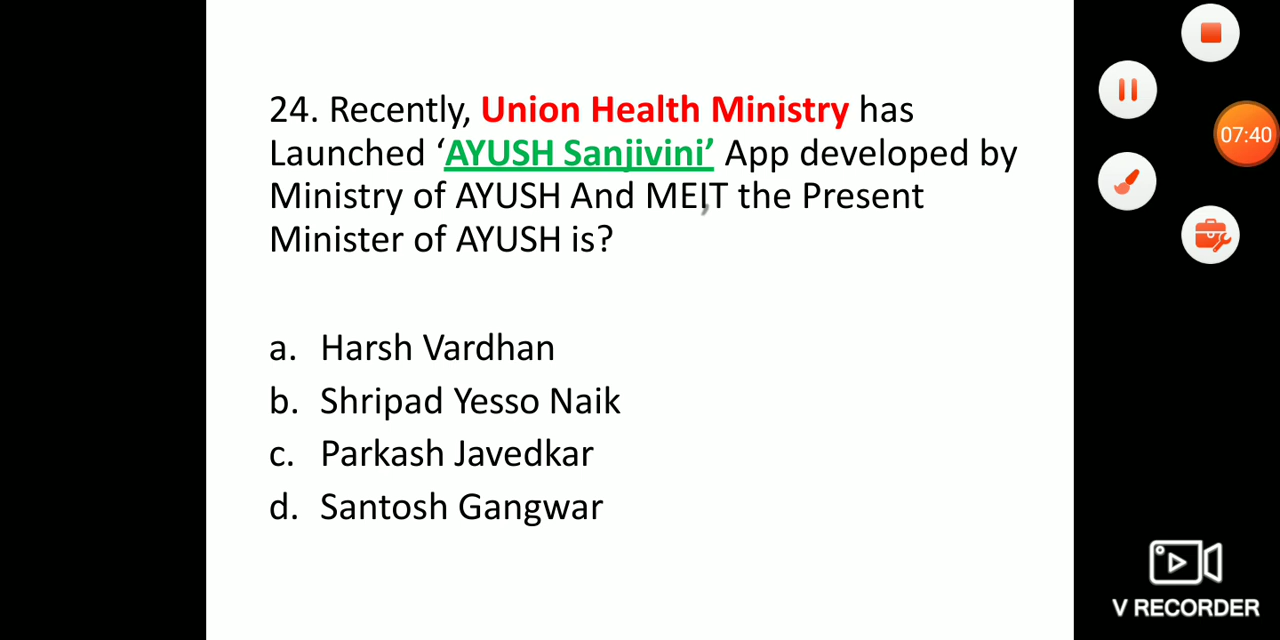 24. Recently, Union Health Ministry has
Launched ‘AYUSH Sanjivini’ App developed by
Ministry of AYUSH And MEIT the Present
Minister of AYUSH is?
a. Harsh Vardhan
b. Shripad Yesso Naik
c. Parkash Javedkar
d. Santosh Gangwar
07:40
V RECORDER